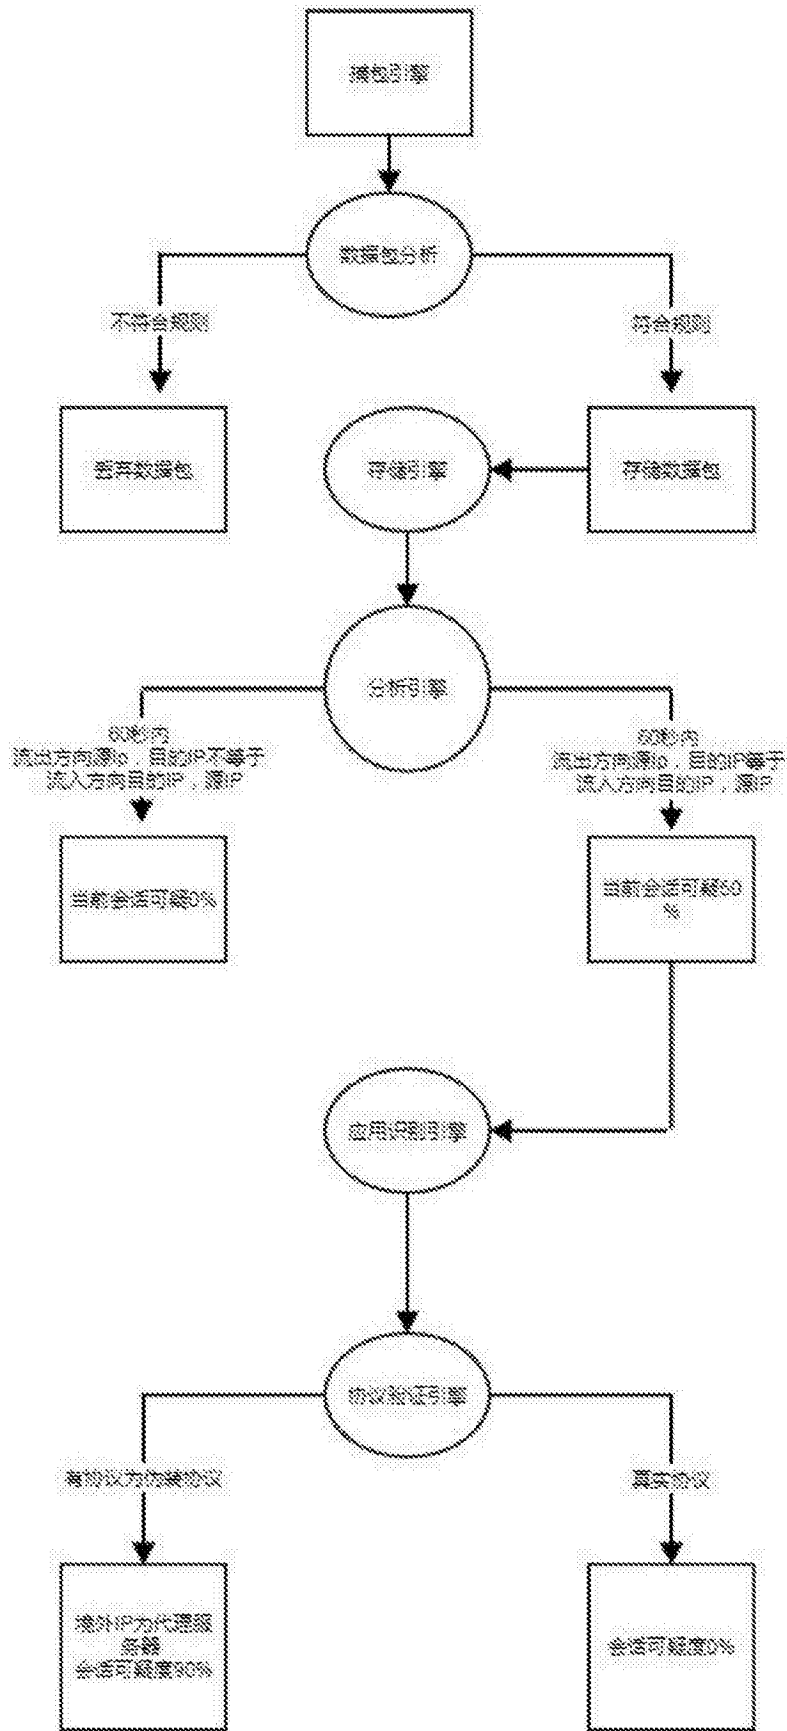 捕包引擎
数据包分析
不符合规则
符合规则
丢弃数据包
存储引擎
存储数据包
分析引擎
60秒内
流出方向源Ip，目的IP不等于
流入方向目的IP，源IP
60秒内
流出方向源Ip，目的IP等于
流入方向目的IP，源IP
当前会话可疑0%
当前会话可疑50
%
应用识别引擎
协议验证引擎
有协议为伪装协议
真实协议
境外IP为代理服
务器
会话可疑度90%
会话可疑度0%